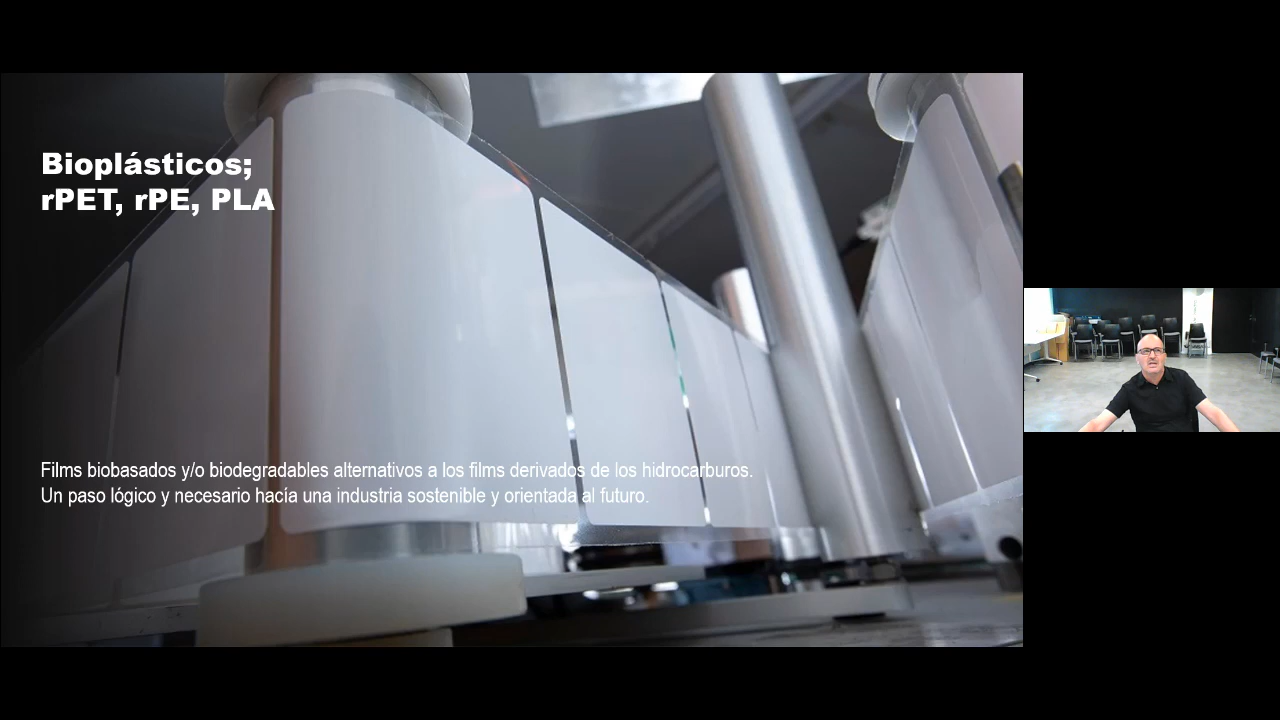 Bioplásticos;
rPET, rPE, PLA
Films biobasados y/o biodegradables alternativos a los films derivados de los hidrocarburos.
Un paso lógico y necesario hacía una industria sostenible y orientada al futuro.